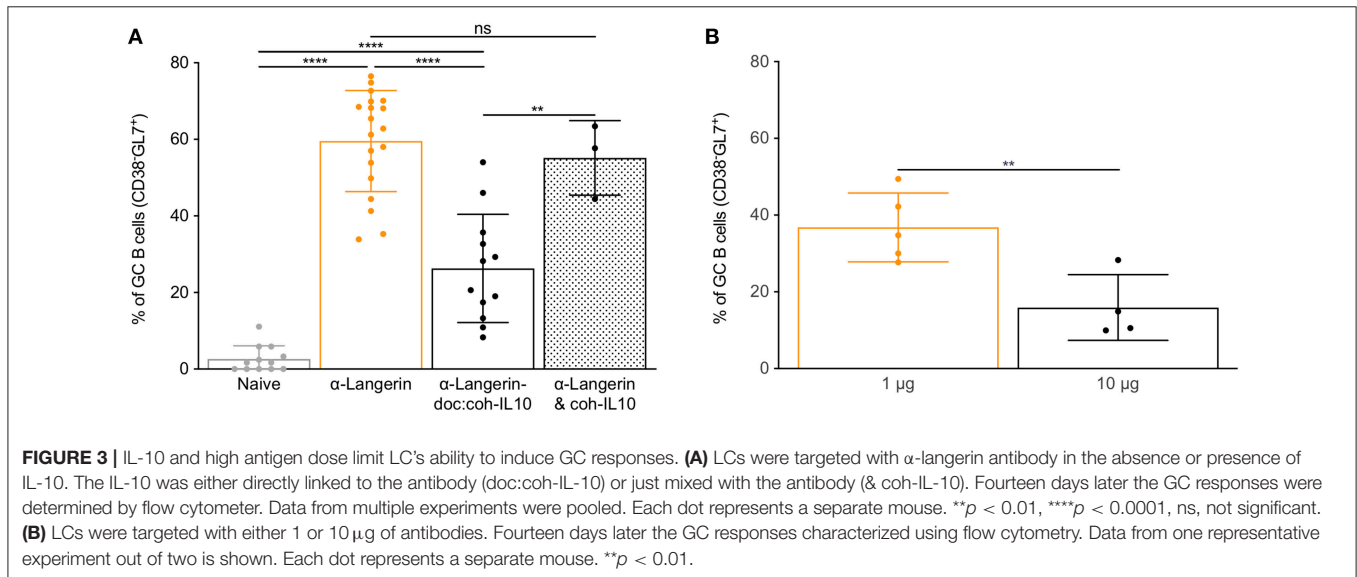 A
B
ns
****
****
****
**
% of GC B cells (CD38-GL7+)
80
60
40
20
0
Naive
α-Langerin
α-Langerin-
doc:coh-IL10
α-Langerin
& coh-IL10
**
% of GC B cells (CD38-GL7+)
80
60
40
20
0
1 µg
10 µg
FIGURE 3 | IL-10 and high antigen dose limit LC's ability to induce GC responses. (A) LCs were targeted with α-langerin antibody in the absence or presence of
IL-10. The IL-10 was either directly linked to the antibody (doc:coh-IL-10) or just mixed with the antibody (& coh-IL-10). Fourteen days later the GC responses were
determined by flow cytometer. Data from multiple experiments were pooled. Each dot represents a separate mouse. **p < 0.01, ****p < 0.0001, ns, not significant.
(B) LCs were targeted with either 1 or 10 µg of antibodies. Fourteen days later the GC responses characterized using flow cytometry. Data from one representative
experiment out of two is shown. Each dot represents a separate mouse. **p < 0.01.